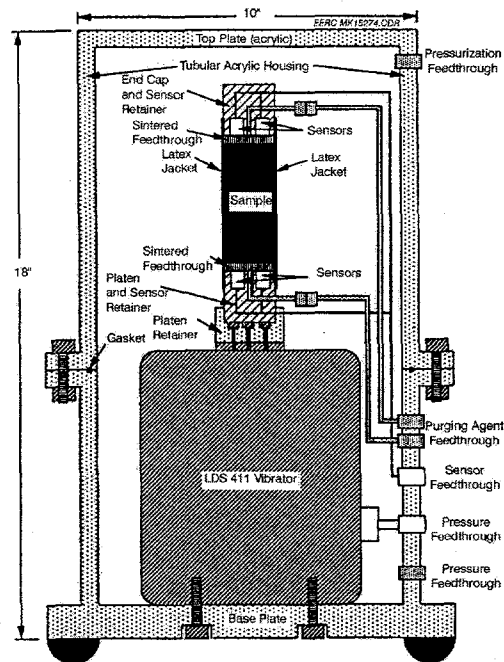 10"
EERC MK15274.CDR
Top Plate (acrylic)
Tubular Acrylic Housing
Pressurization
Feedthrough
End Cap
and Sensor
Retainer
Sintered
Feedthrough
Sensors
Latex
Jacket
Latex
Jacket
Sample
18"
Sintered
Feedthrough
Sensors
Platen
and Sensor
Retainer
Platen
Retainer
Gasket
Purging Agent
Feedthrough
LDS 411 Vibrator
Sensor
Feedthrough
Pressure
Feedthrough
Pressure
Feedthrough
Base Plate